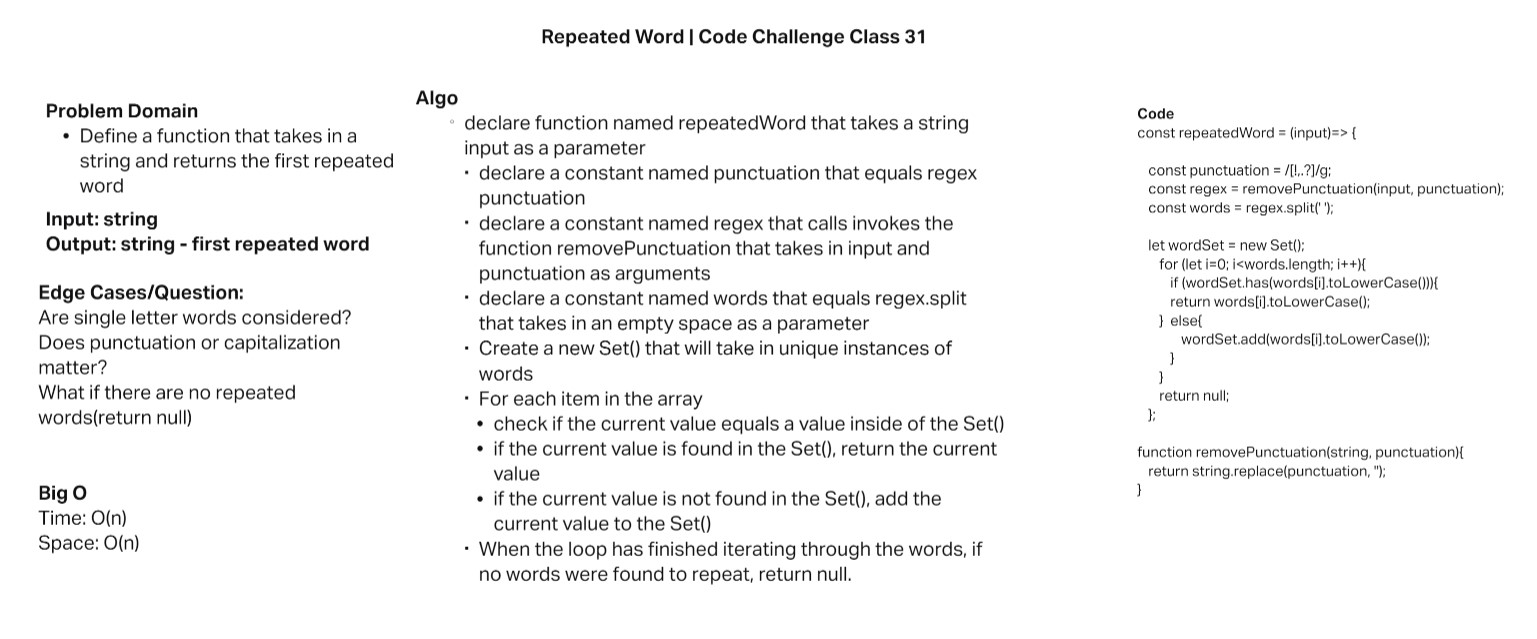 Repeated Word | Code Challenge Class 31
Problem Domain
• Define a function that takes in a
string and returns the first repeated
word
Input: string
Output: string - first repeated word
Edge Cases/Question:
Are single letter words considered?
Does punctuation or capitalization
matter?
What if there are no repeated
words(return null)
Big O
Time: O(n)
Space: O(n)
Algo
◦ declare function named repeatedWord that takes a string
input as a parameter
· declare a constant named punctuation that equals regex
punctuation
· declare a constant named regex that calls invokes the
function removePunctuation that takes in input and
punctuation as arguments
· declare a constant named words that equals regex.split
that takes in an empty space as a parameter
· Create a new Set() that will take in unique instances of
words
· For each item in the array
• check if the current value equals a value inside of the Set()
• if the current value is found in the Set(), return the current
value
• if the current value is not found in the Set(), add the
current value to the Set()
· When the loop has finished iterating through the words, if
no words were found to repeat, return null.
Code
const repeatedWord = (input)=> {
const punctuation = /[!,.?]/g;
const regex = removePunctuation(input, punctuation);
const words = regex.split(' ');
let wordSet = new Set();
for (let i=0; i<words.length; i++){
if (wordSet.has(words[i].toLowerCase())){
return words[i].toLowerCase();
} else{
wordSet.add(words[i].toLowerCase());
}
}
return null;
};
function removePunctuation(string, punctuation){
return string.replace(punctuation, '');
}